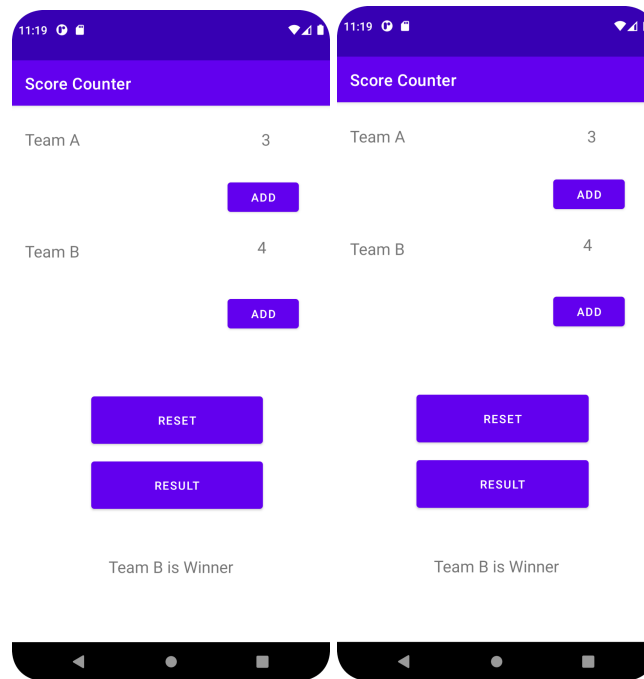 11:19
Score Counter
Team A 3
ADD
Team B 4
ADD
RESET
RESULT
Team B is Winner
11:19
Score Counter
Team A 3
ADD
Team B 4
ADD
RESET
RESULT
Team B is Winner